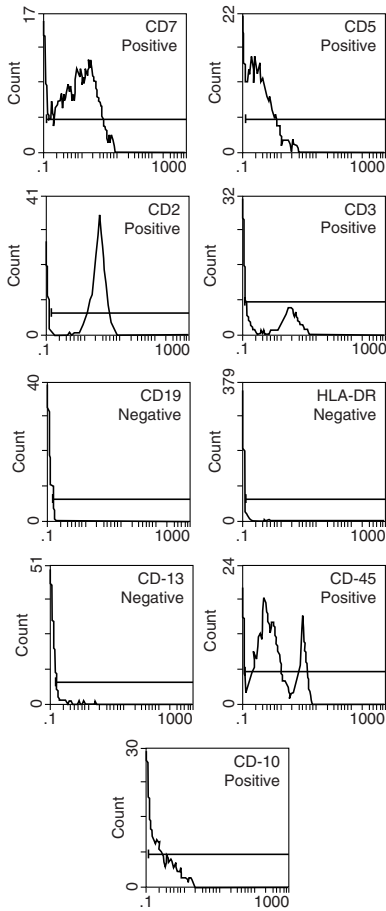 17
CD7
Positive
Count
0
.1
1000
22
CD5
Positive
Count
0
.1
1000
41
CD2
Positive
Count
0
.1
1000
32
CD3
Positive
Count
0
.1
1000
40
CD19
Negative
Count
0
.1
1000
379
HLA-DR
Negative
Count
0
.1
1000
51
CD-13
Negative
Count
0
.1
1000
24
CD-45
Positive
Count
0
.1
1000
30
CD-10
Positive
Count
0
.1
1000